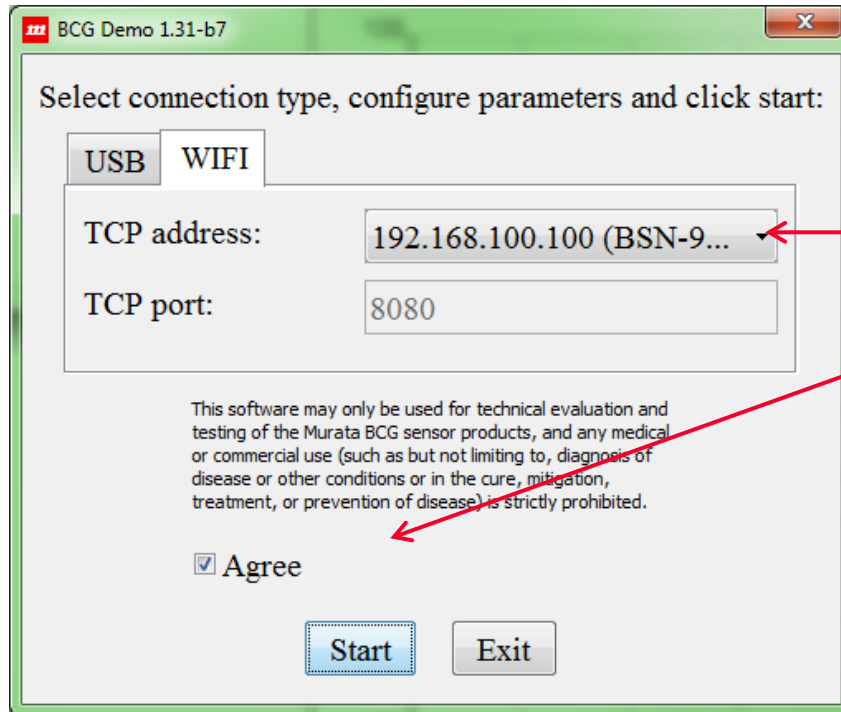 BCG Demo 1.31-b7
Select connection type, configure parameters and click start:
USB WIFI
TCP address: 192.168.100.100 (BSN-9...
TCP port: 8080
This software may only be used for technical evaluation and
testing of the Murata BCG sensor products, and any medical
or commercial use (such as but not limiting to, diagnosis of
disease or other conditions or in the cure, mitigation,
treatment, or prevention of disease) is strictly prohibited.
Agree
Start Exit